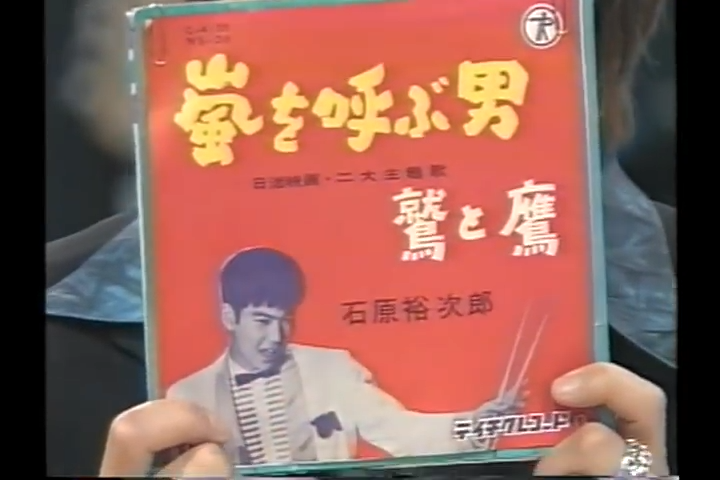 嵐を呼ぶ男
日活映画・二大主題歌
鷲と鷹
石原裕次郎
テイチクレコード